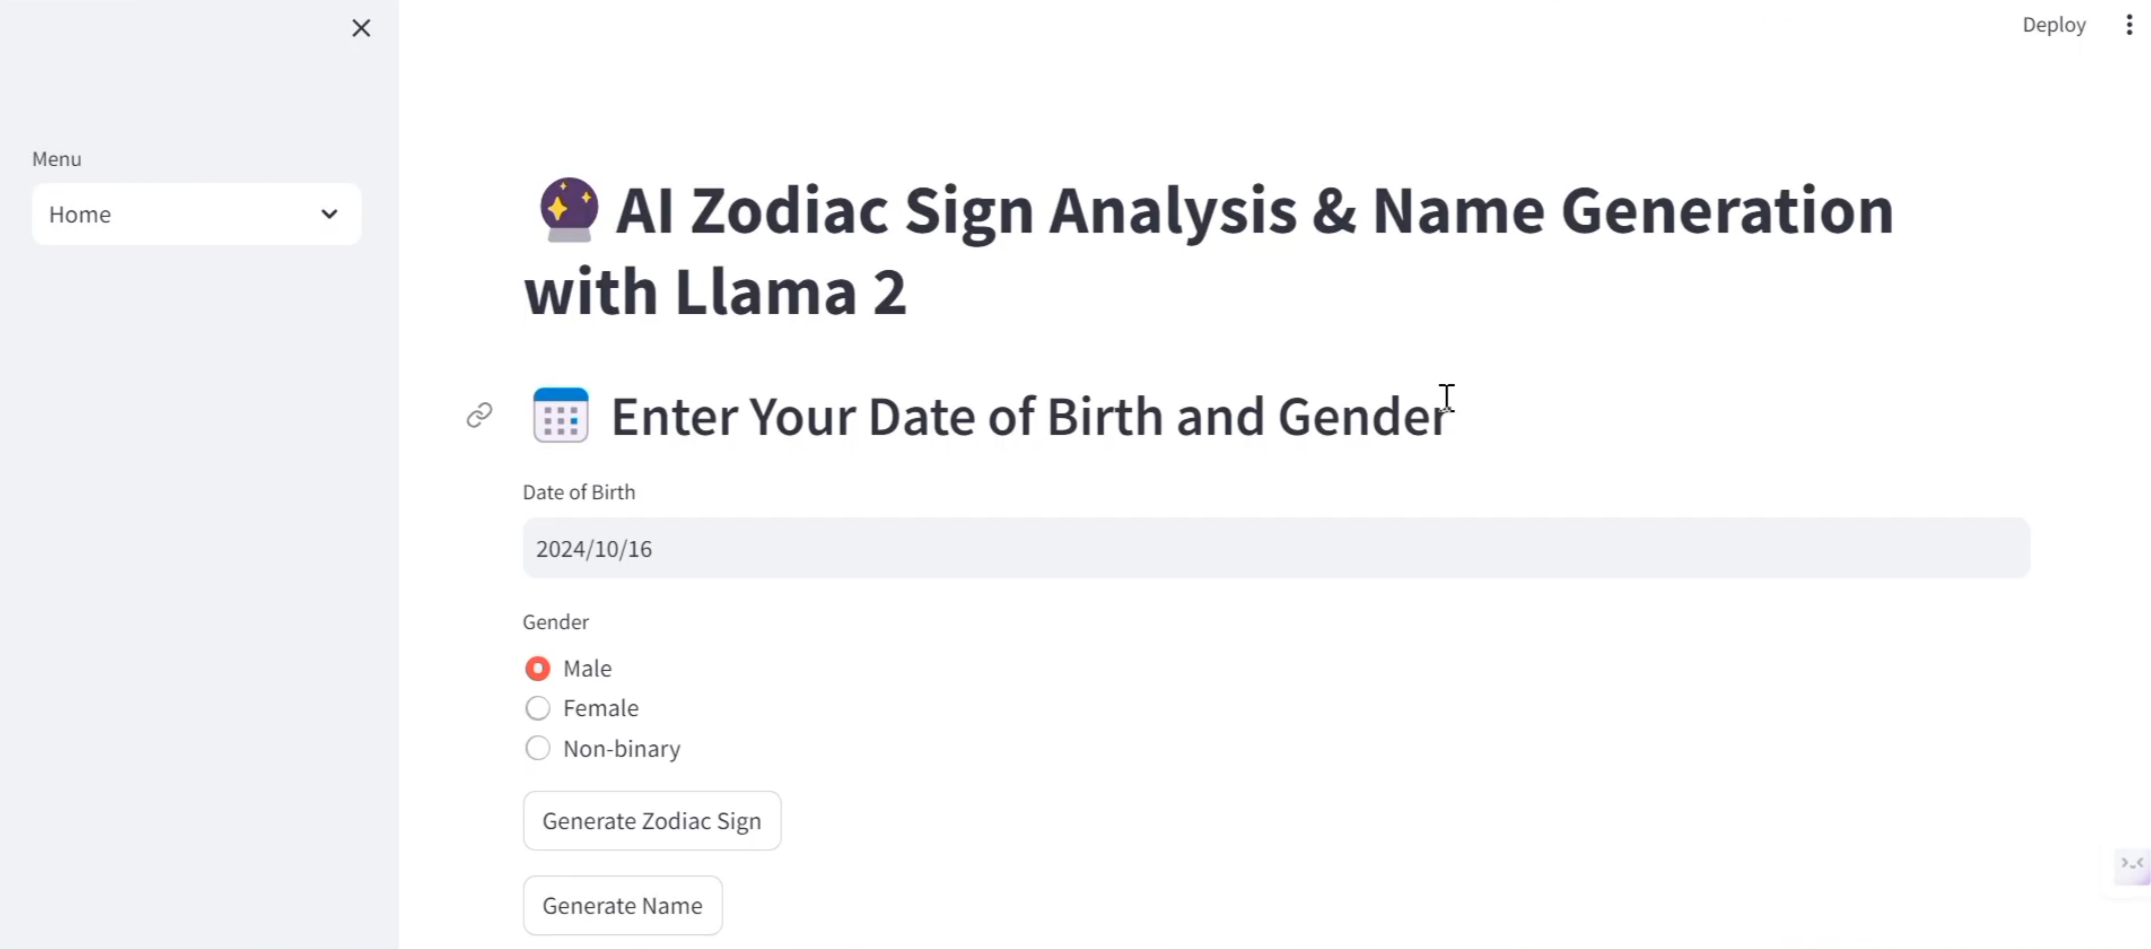 Deploy
Menu
Home
AI Zodiac Sign Analysis & Name Generation
with Llama 2
Enter Your Date of Birth and Gender
Date of Birth
2024/10/16
Gender
Male
Female
Non-binary
Generate Zodiac Sign
Generate Name